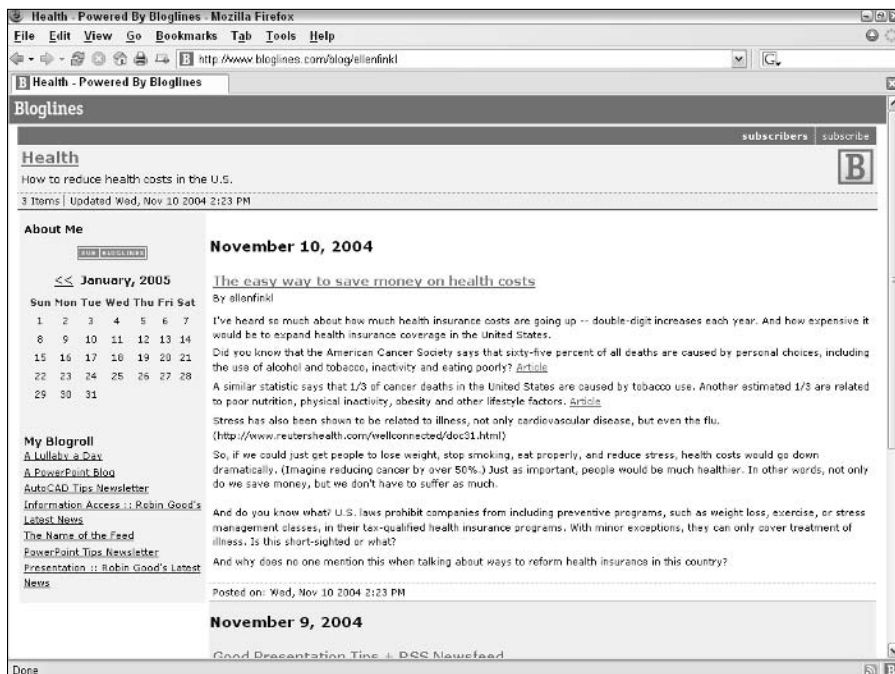 Health - Powered By Bloglines - Mozilla Firefox
File Edit View Go Bookmarks Tab Tools Help
http://www.bloglines.com/blog/ellenfinkl
Health - Powered By Bloglines
Bloglines
subscribers | subscribe
Health
How to reduce health costs in the U.S.
3 Items | Updated Wed, Nov 10 2004 2:23 PM
About Me
SUB BLOGLINES
<< January, 2005
Sun Mon Tue Wed Thu Fri Sat
1 2 3 4 5 6 7
8 9 10 11 12 13 14
15 16 17 18 19 20 21
22 23 24 25 26 27 28
29 30 31
My Blogroll
A Lullaby a Day
A PowerPoint Blog
AutoCAD Tips Newsletter
Information Access :: Robin Good's
Latest News
The Name of the Feed
PowerPoint Tips Newsletter
Presentation :: Robin Good's Latest
News
November 10, 2004
The easy way to save money on health costs
By ellenfinkl
I've heard so much about how much health insurance costs are going up -- double-digit increases each year. And how expensive it
would be to expand health insurance coverage in the United States.
Did you know that the American Cancer Society says that sixty-five percent of all deaths are caused by personal choices, including
the use of alcohol and tobacco, inactivity and eating poorly? Article
A similar statistic says that 1/3 of cancer deaths in the United States are caused by tobacco use. Another estimated 1/3 are related
to poor nutrition, physical inactivity, obesity and other lifestyle factors. Article
Stress has also been shown to be related to illness, not only cardiovascular disease, but even the flu.
(http://www.reutershealth.com/wellconnected/doc31.html)
So, if we could just get people to lose weight, stop smoking, eat properly, and reduce stress, health costs would go down
dramatically. (Imagine reducing cancer by over 50%.) Just as important, people would be much healthier. In other words, not only
do we save money, but we don't have to suffer as much.
And do you know what? U.S. laws prohibit companies from including preventive programs, such as weight loss, exercise, or stress
management classes, in their tax-qualified health insurance programs. With minor exceptions, they can only cover treatment of
illness. Is this short-sighted or what?
And why does no one mention this when talking about ways to reform health insurance in this country?
Posted on: Wed, Nov 10 2004 2:23 PM
November 9, 2004
Good Presentation Tips + RSS Newsfeed
Done